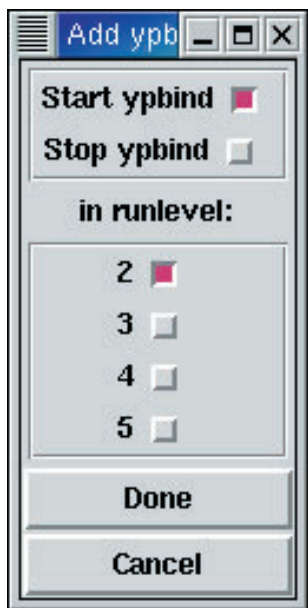 Add ypb
Start ypbind
Stop ypbind
in runlevel:
2
3
4
5
Done
Cancel